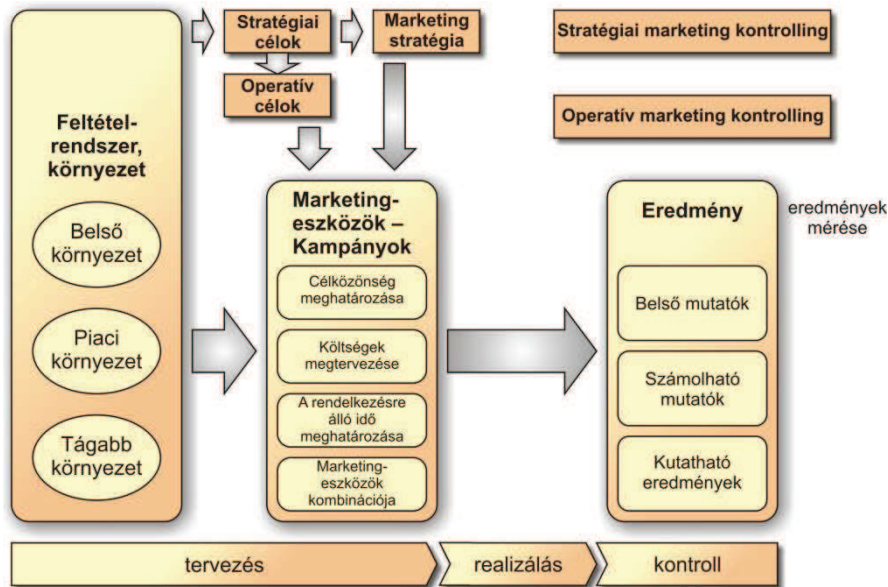 Stratégiai
célok
Marketing
stratégia
Operatív
célok
Stratégiai marketing kontrolling
Operatív marketing kontrolling
Feltétel-
rendszer,
környezet
Belső
környezet
Piaci
környezet
Tágabb
környezet
Marketing-
eszközök –
Kampányok
Célközönség
meghatározása
Költségek
megtervezése
A rendelkezésre
álló idő
meghatározása
Marketing-
eszközök
kombinációja
Eredmény
Belső mutatók
Számolható
mutatók
Kutatható
eredmények
eredmények
mérése
tervezés
realizálás
kontroll